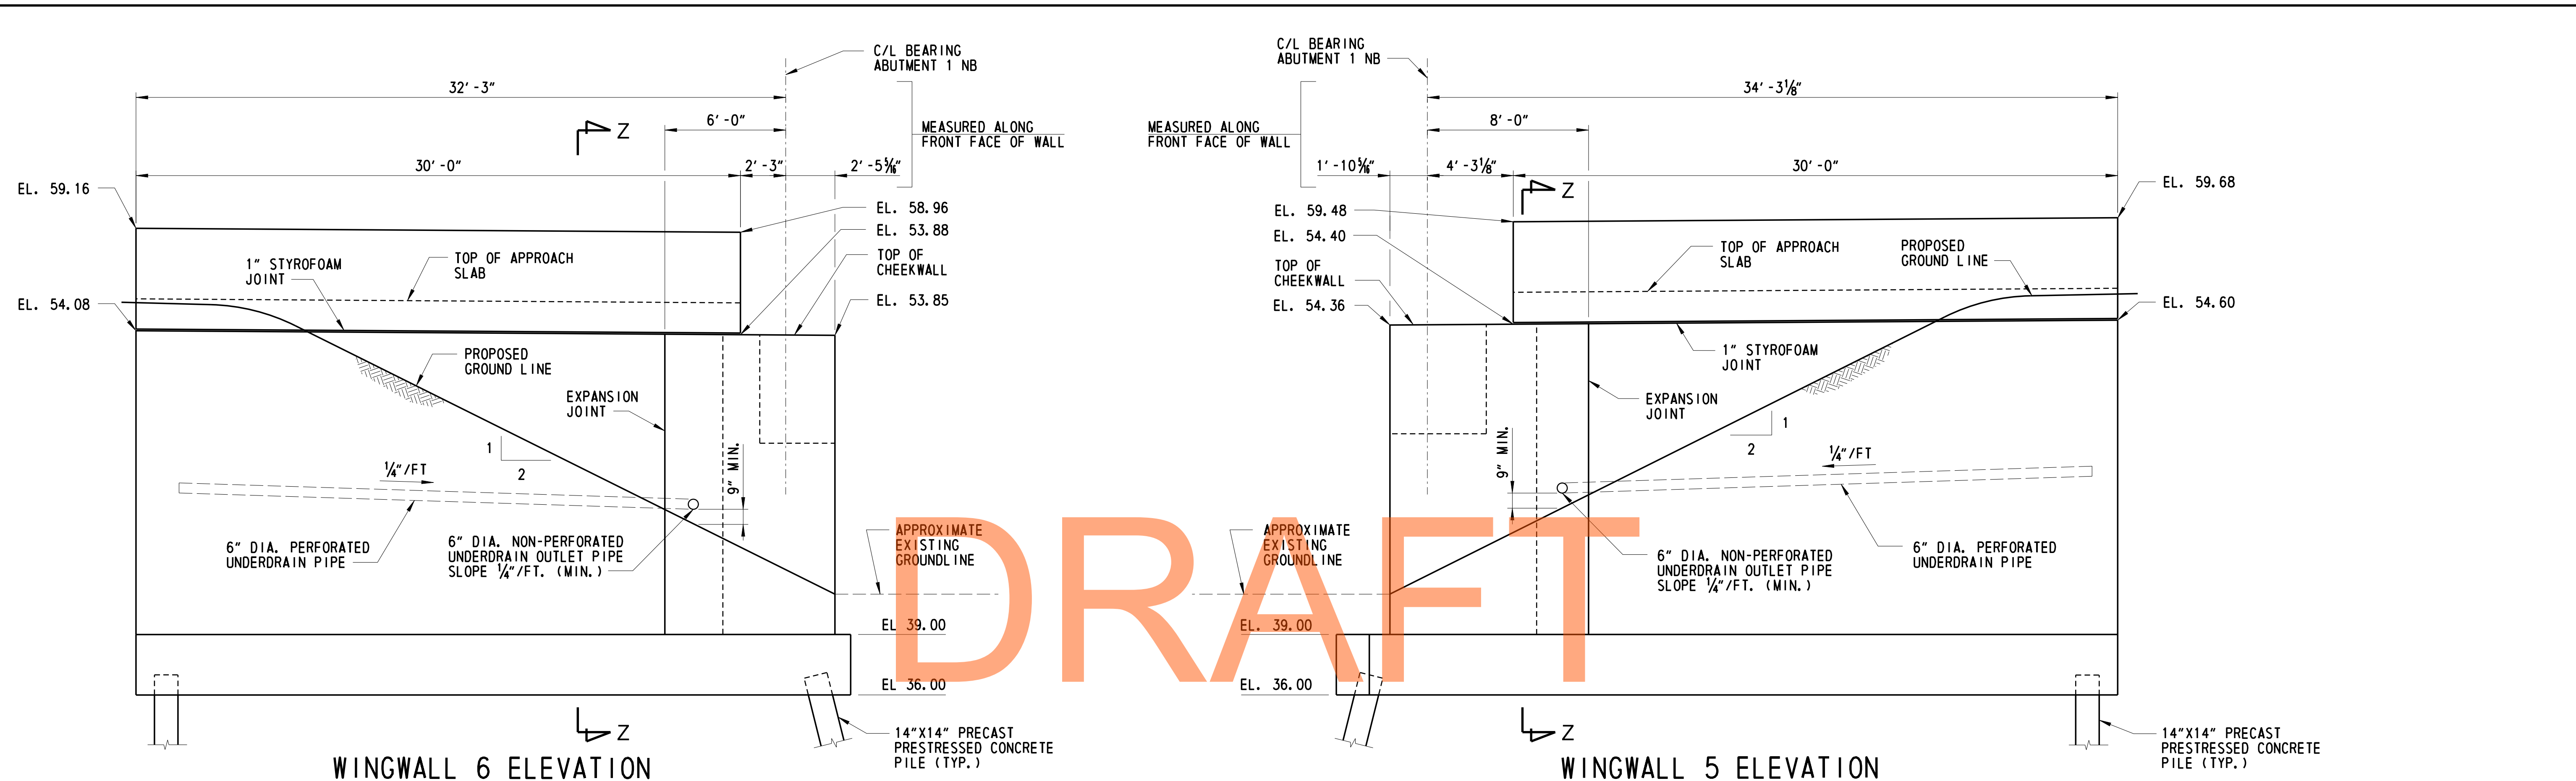 C/L BEARING
ABUTMENT 1 NB
32'-3"
6'-0"
Z
MEASURED ALONG
FRONT FACE OF WALL
30'-0"
2'-3"
2'-5⁵⁄₁₆"
EL. 59.16
EL. 58.96
EL. 53.88
TOP OF
CHEEKWALL
1" STYROFOAM
JOINT
TOP OF APPROACH
SLAB
EL. 54.08
EL. 53.85
PROPOSED
GROUND LINE
EXPANSION
JOINT
1
2
9" MIN.
¼"/FT
6" DIA. PERFORATED
UNDERDRAIN PIPE
6" DIA. NON-PERFORATED
UNDERDRAIN OUTLET PIPE
SLOPE ¼"/FT. (MIN.)
APPROXIMATE
EXISTING
GROUNDLINE
EL 39.00
EL 36.00
Z
14"X14" PRECAST
PRESTRESSED CONCRETE
PILE (TYP.)
WINGWALL 6 ELEVATION
C/L BEARING
ABUTMENT 1 NB
34'-3⅛"
MEASURED ALONG
FRONT FACE OF WALL
8'-0"
1'-10⁵⁄₁₆"
4'-3⅛"
30'-0"
Z
EL. 59.68
EL. 59.48
EL. 54.40
TOP OF
CHEEKWALL
EL. 54.36
TOP OF APPROACH
SLAB
PROPOSED
GROUND LINE
EL. 54.60
1" STYROFOAM
JOINT
EXPANSION
JOINT
1
2
9" MIN.
¼"/FT
APPROXIMATE
EXISTING
GROUNDLINE
6" DIA. NON-PERFORATED
UNDERDRAIN OUTLET PIPE
SLOPE ¼"/FT. (MIN.)
6" DIA. PERFORATED
UNDERDRAIN PIPE
EL. 39.00
EL. 36.00
Z
14"X14" PRECAST
PRESTRESSED CONCRETE
PILE (TYP.)
WINGWALL 5 ELEVATION
DRAFT